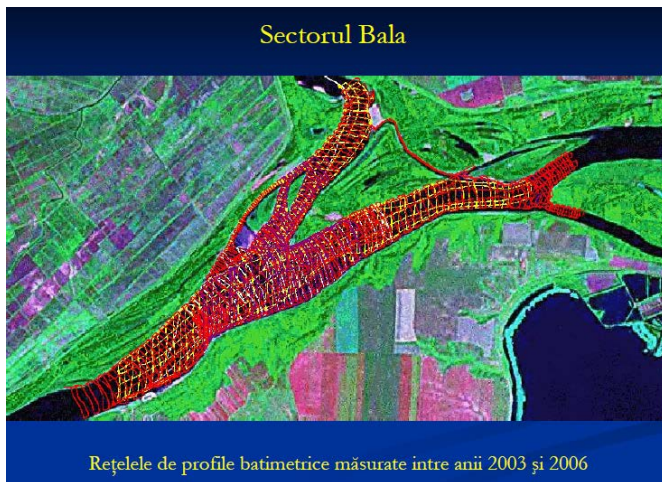 Sectorul Bala
Reţelele de profile batimetrice măsurate intre anii 2003 şi 2006